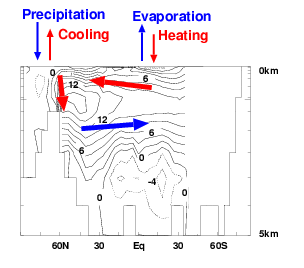 Precipitation Evaporation
Cooling Heating
0 6 0km
12
12
6
6 0
-4
0 0
5km
60N 30 Eq 30 60S